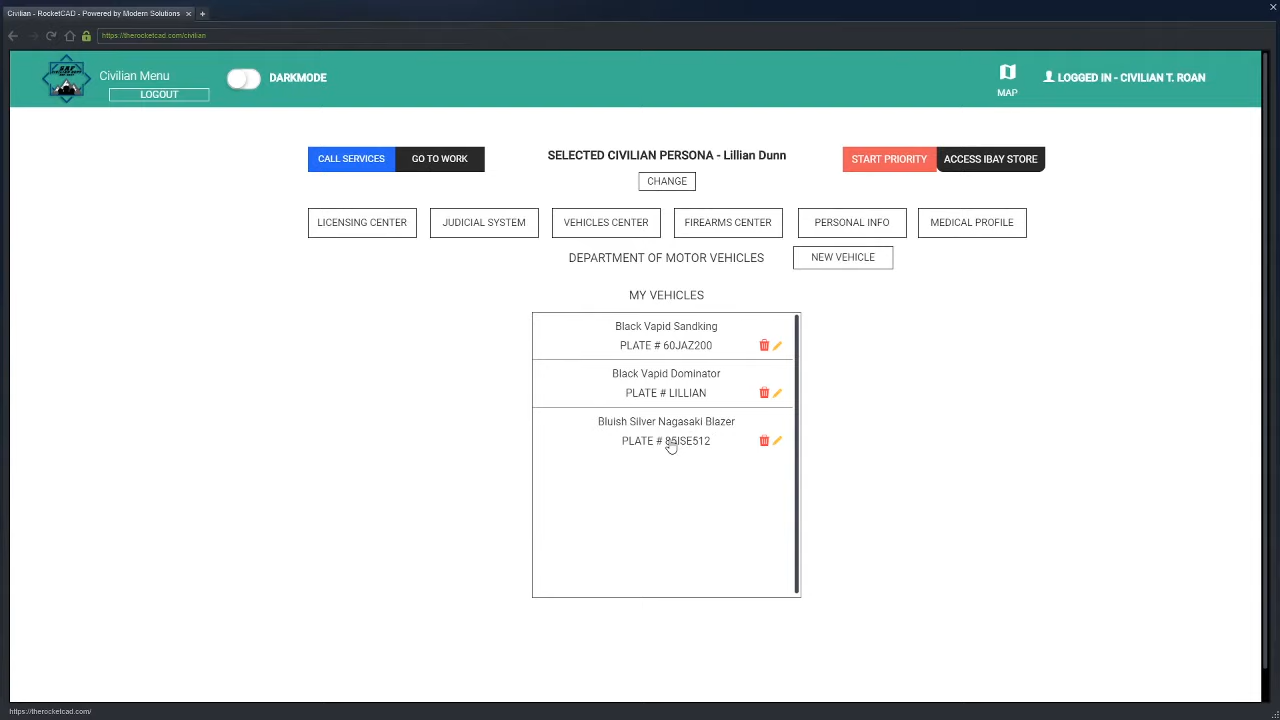 Civilian - RocketCAD - Powered by Modern Solutions
https://therocketcad.com/civilian
Civilian Menu
LOGOUT
DARKMODE
MAP
LOGGED IN - CIVILIAN T. ROAN
CALL SERVICES
GO TO WORK
SELECTED CIVILIAN PERSONA - Lillian Dunn
CHANGE
START PRIORITY
ACCESS IBAY STORE
LICENSING CENTER
JUDICIAL SYSTEM
VEHICLES CENTER
FIREARMS CENTER
PERSONAL INFO
MEDICAL PROFILE
DEPARTMENT OF MOTOR VEHICLES
NEW VEHICLE
MY VEHICLES
Black Vapid Sandking
PLATE # 60JAZ200
Black Vapid Dominator
PLATE # LILLIAN
Bluish Silver Nagasaki Blazer
PLATE #
https://therocketcad.com/